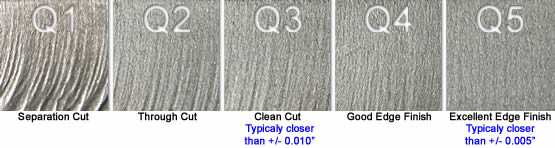 Q1 Q2 Q3 Q4 Q5
Separation Cut Through Cut Clean Cut Good Edge Finish Excellent Edge Finish
Typicaly closer Typicaly closer
than +/- 0.010" than +/- 0.005"